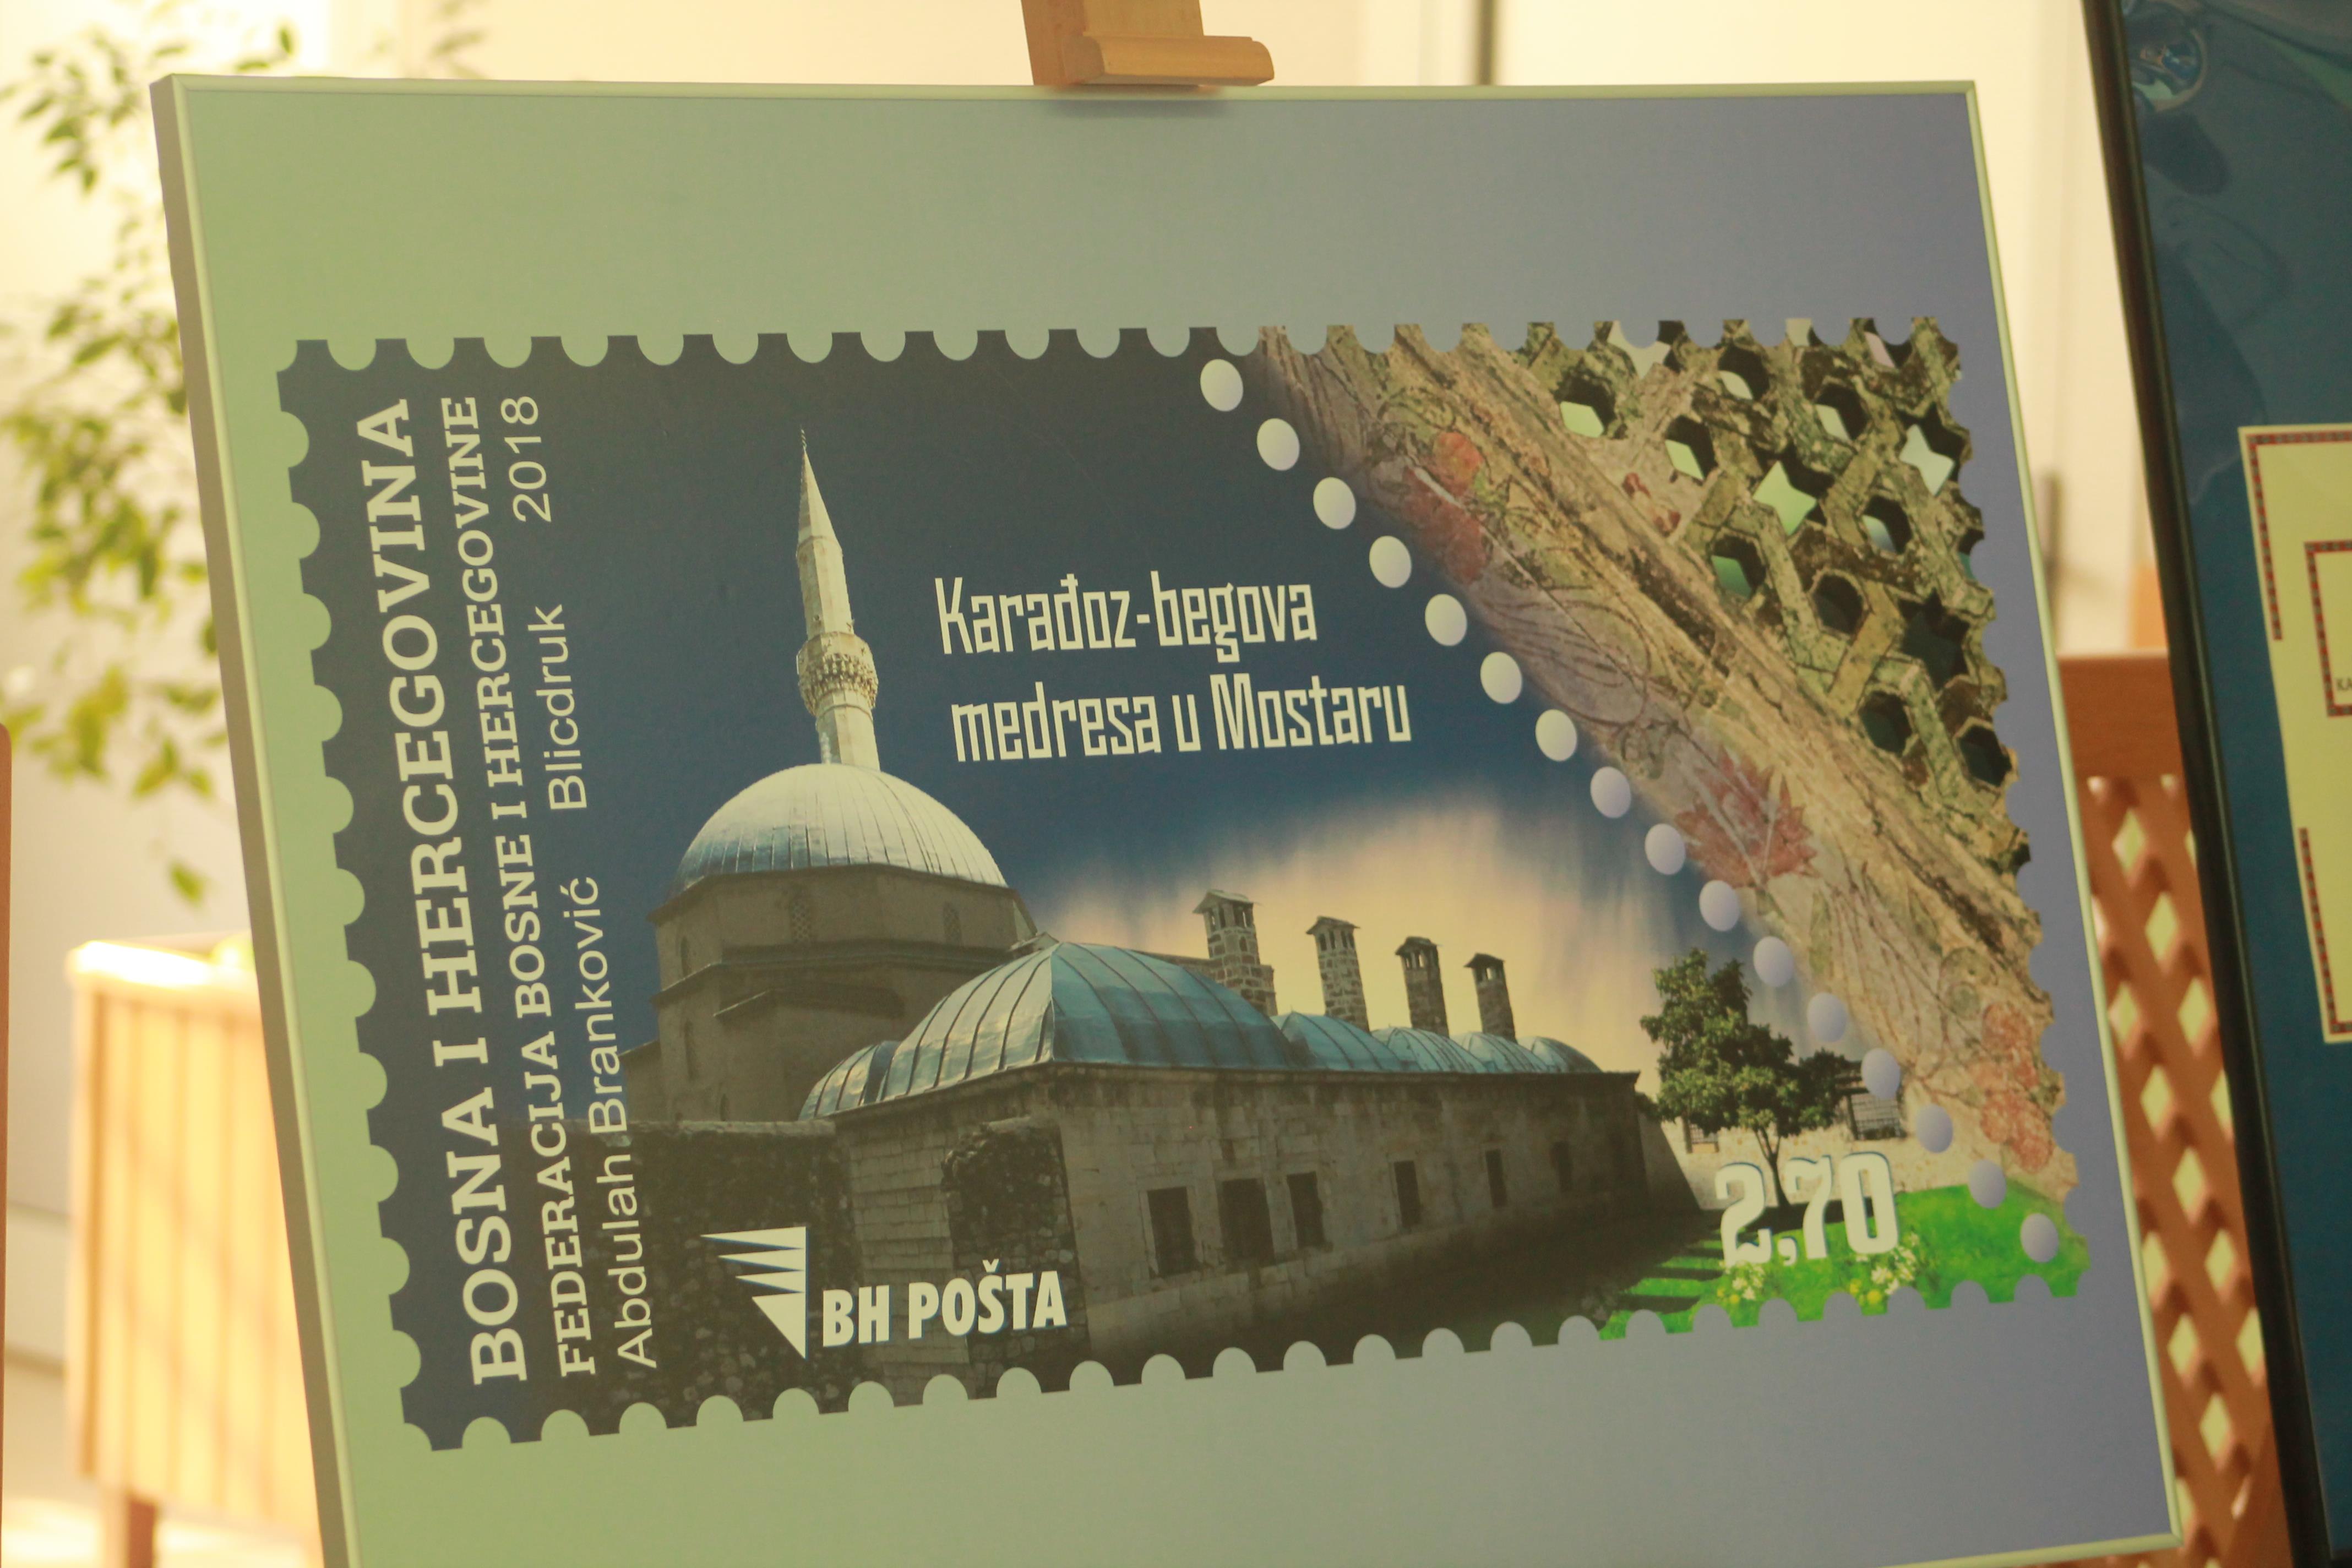 BOSNA I HERCEGOVINA
FEDERACIJA BOSNE I HERCEGOVINE
Abdulah Branković Blicdruk 2018
Karađoz-begova
medresa u Mostaru
2,70
BH POŠTA